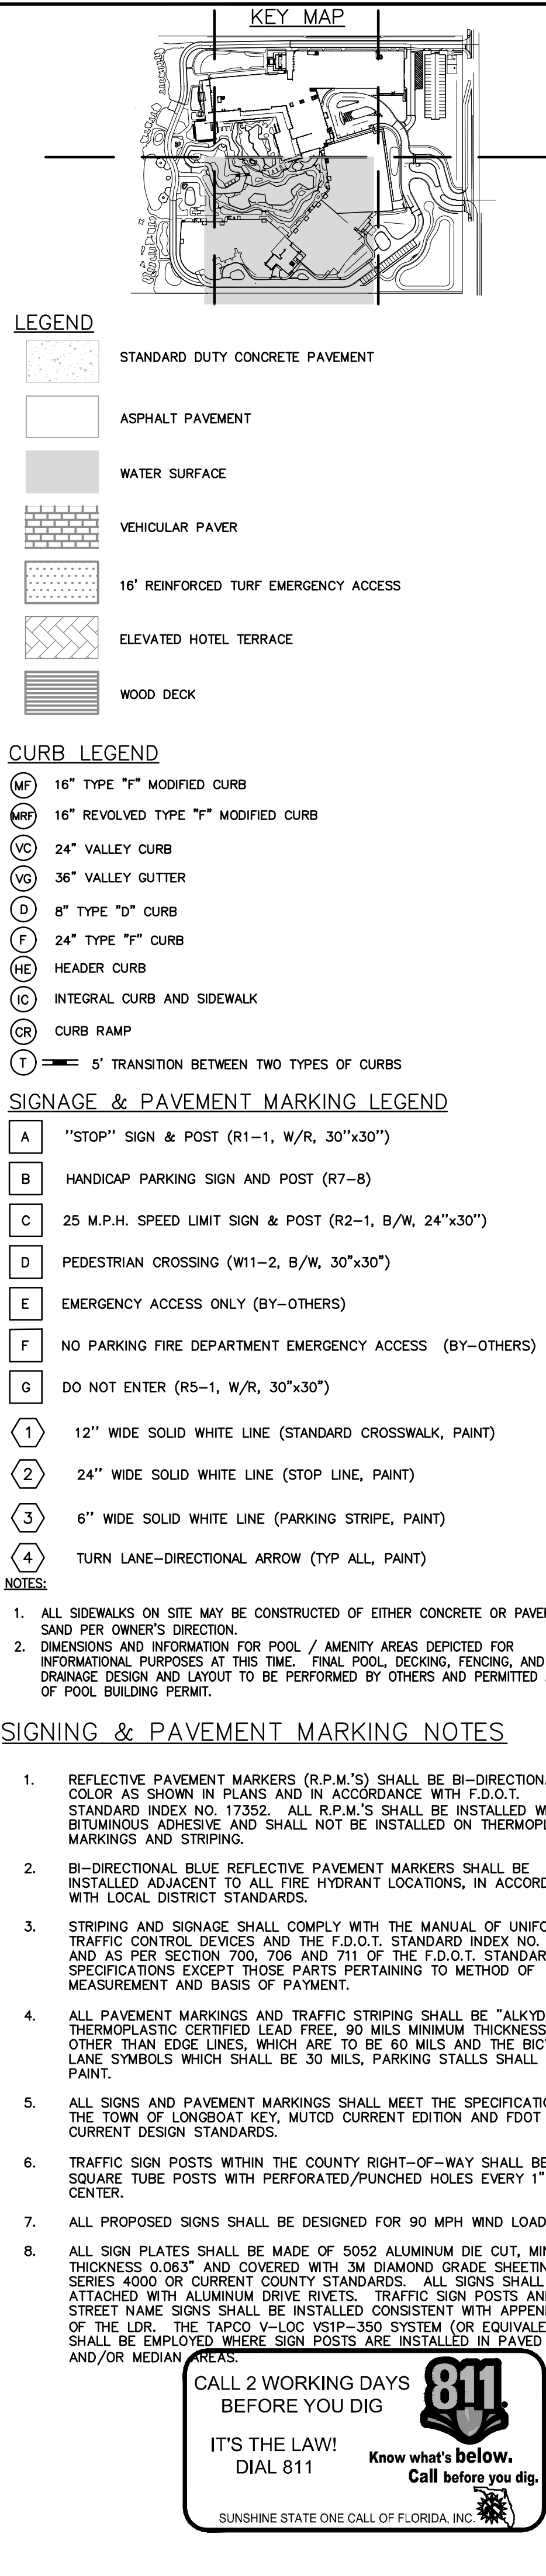 KEY MAP
LEGEND
STANDARD DUTY CONCRETE PAVEMENT
ASPHALT PAVEMENT
WATER SURFACE
VEHICULAR PAVER
16' REINFORCED TURF EMERGENCY ACCESS
ELEVATED HOTEL TERRACE
WOOD DECK
CURB LEGEND
MF 16" TYPE "F" MODIFIED CURB
MRF 16" REVOLVED TYPE "F" MODIFIED CURB
VC 24" VALLEY CURB
VG 36" VALLEY GUTTER
D 8" TYPE "D" CURB
F 24" TYPE "F" CURB
HE HEADER CURB
IC INTEGRAL CURB AND SIDEWALK
CR CURB RAMP
T 5' TRANSITION BETWEEN TWO TYPES OF CURBS
SIGNAGE & PAVEMENT MARKING LEGEND
A "STOP" SIGN & POST (R1-1, W/R, 30"x30")
B HANDICAP PARKING SIGN AND POST (R7-8)
C 25 M.P.H. SPEED LIMIT SIGN & POST (R2-1, B/W, 24"x30")
D PEDESTRIAN CROSSING (W11-2, B/W, 30"x30")
E EMERGENCY ACCESS ONLY (BY-OTHERS)
F NO PARKING FIRE DEPARTMENT EMERGENCY ACCESS (BY-OTHERS)
G DO NOT ENTER (R5-1, W/R, 30"x30")
1 12" WIDE SOLID WHITE LINE (STANDARD CROSSWALK, PAINT)
2 24" WIDE SOLID WHITE LINE (STOP LINE, PAINT)
3 6" WIDE SOLID WHITE LINE (PARKING STRIPE, PAINT)
4 TURN LANE-DIRECTIONAL ARROW (TYP ALL, PAINT)
NOTES:
1. ALL SIDEWALKS ON SITE MAY BE CONSTRUCTED OF EITHER CONCRETE OR PAVE
SAND PER OWNER'S DIRECTION.
2. DIMENSIONS AND INFORMATION FOR POOL / AMENITY AREAS DEPICTED FOR
INFORMATIONAL PURPOSES AT THIS TIME. FINAL POOL, DECKING, FENCING, AND
DRAINAGE DESIGN AND LAYOUT TO BE PERFORMED BY OTHERS AND PERMITTED
OF POOL BUILDING PERMIT.
SIGNING & PAVEMENT MARKING NOTES
1. REFLECTIVE PAVEMENT MARKERS (R.P.M.'S) SHALL BE BI-DIRECTION
COLOR AS SHOWN IN PLANS AND IN ACCORDANCE WITH F.D.O.T.
STANDARD INDEX NO. 17352. ALL R.P.M.'S SHALL BE INSTALLED W
BITUMINOUS ADHESIVE AND SHALL NOT BE INSTALLED ON THERMOPL
MARKINGS AND STRIPING.
2. BI-DIRECTIONAL BLUE REFLECTIVE PAVEMENT MARKERS SHALL BE
INSTALLED ADJACENT TO ALL FIRE HYDRANT LOCATIONS, IN ACCORD
WITH LOCAL DISTRICT STANDARDS.
3. STRIPING AND SIGNAGE SHALL COMPLY WITH THE MANUAL OF UNIFO
TRAFFIC CONTROL DEVICES AND THE F.D.O.T. STANDARD INDEX NO.
AND AS PER SECTION 700, 706 AND 711 OF THE F.D.O.T. STANDAR
SPECIFICATIONS EXCEPT THOSE PARTS PERTAINING TO METHOD OF
MEASUREMENT AND BASIS OF PAYMENT.
4. ALL PAVEMENT MARKINGS AND TRAFFIC STRIPING SHALL BE "ALKYD
THERMOPLASTIC CERTIFIED LEAD FREE, 90 MILS MINIMUM THICKNESS
OTHER THAN EDGE LINES, WHICH ARE TO BE 60 MILS AND THE BIC
LANE SYMBOLS WHICH SHALL BE 30 MILS, PARKING STALLS SHALL
PAINT.
5. ALL SIGNS AND PAVEMENT MARKINGS SHALL MEET THE SPECIFICATIO
THE TOWN OF LONGBOAT KEY, MUTCD CURRENT EDITION AND FDOT
CURRENT DESIGN STANDARDS.
6. TRAFFIC SIGN POSTS WITHIN THE COUNTY RIGHT-OF-WAY SHALL BE
SQUARE TUBE POSTS WITH PERFORATED/PUNCHED HOLES EVERY 1"
CENTER.
7. ALL PROPOSED SIGNS SHALL BE DESIGNED FOR 90 MPH WIND LOAD
8. ALL SIGN PLATES SHALL BE MADE OF 5052 ALUMINUM DIE CUT, MIN
THICKNESS 0.063" AND COVERED WITH 3M DIAMOND GRADE SHEETIN
SERIES 4000 OR CURRENT COUNTY STANDARDS. ALL SIGNS SHALL
ATTACHED WITH ALUMINUM DRIVE RIVETS. TRAFFIC SIGN POSTS AN
STREET NAME SIGNS SHALL BE INSTALLED CONSISTENT WITH APPEN
OF THE LDR. THE TAPCO V-LOC VS1P-350 SYSTEM (OR EQUIVALE
SHALL BE EMPLOYED WHERE SIGN POSTS ARE INSTALLED IN PAVED
AND/OR MEDIAN AREAS.
CALL 2 WORKING DAYS
BEFORE YOU DIG
IT'S THE LAW!
DIAL 811
811
Know what's below.
Call before you dig.
SUNSHINE STATE ONE CALL OF FLORIDA, INC.